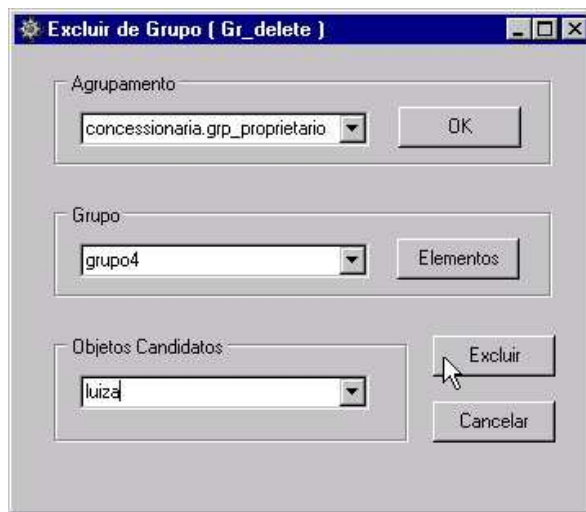 Excluir de Grupo ( Gr_delete )
Agrupamento
concessionaria.grp_proprietario
OK
Grupo
grupo4
Elementos
Objetos Candidatos
luiza
Excluir
Cancelar